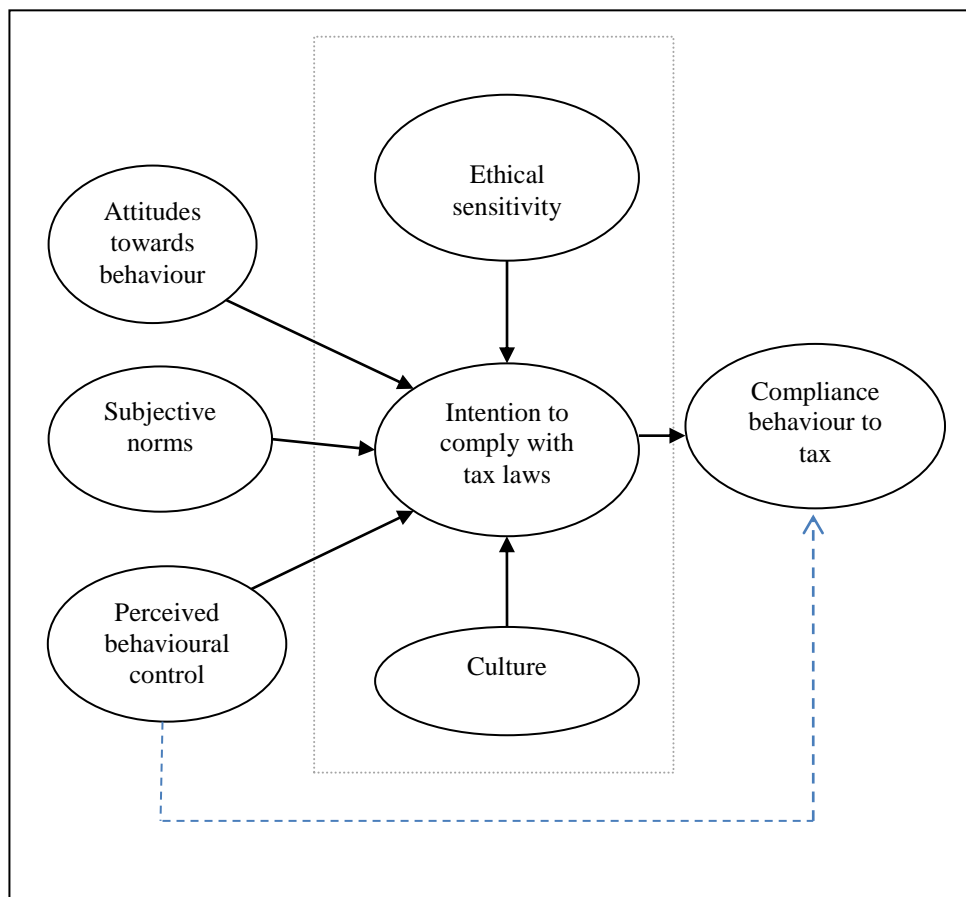 Ethical
sensitivity
Attitudes
towards
behaviour
Subjective
norms
Intention to
comply with
tax laws
Compliance
behaviour to
tax
Perceived
behavioural
control
Culture